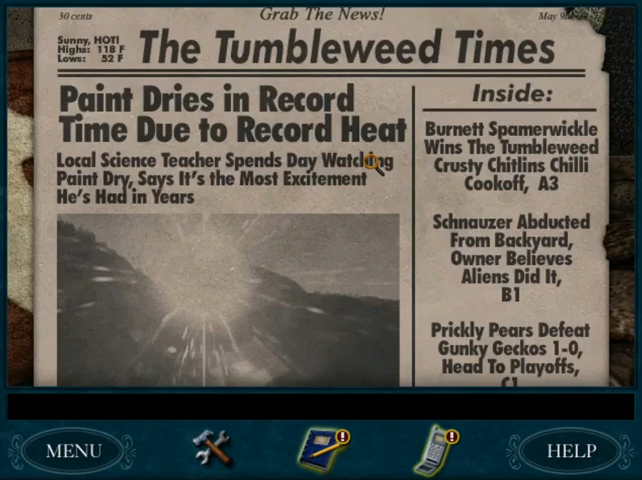 Grab The News!
30 cents
May
Sunny, HOT!
Highs: 118 F
Lows: 52 F
The Tumbleweed Times
Paint Dries in Record
Time Due to Record Heat
Local Science Teacher Spends Day Watching
Paint Dry, Says It's the Most Excitement
He's Had in Years
Inside:
Burnett Spamerwickle
Wins The Tumbleweed
Crusty Chitlins Chilli
Cookoff, A3
Schnauzer Abducted
From Backyard,
Owner Believes
Aliens Did It,
B1
Prickly Pears Defeat
Gunky Geckos 1-0,
Head To Playoffs,
C1
MENU
HELP